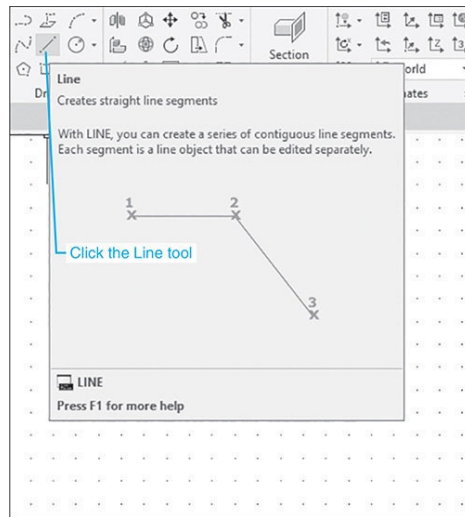 Section
orld
Dr
ates
Line
Creates straight line segments
With LINE, you can create a series of contiguous line segments.
Each segment is a line object that can be edited separately.
1
2
Click the Line tool
3
LINE
Press F1 for more help